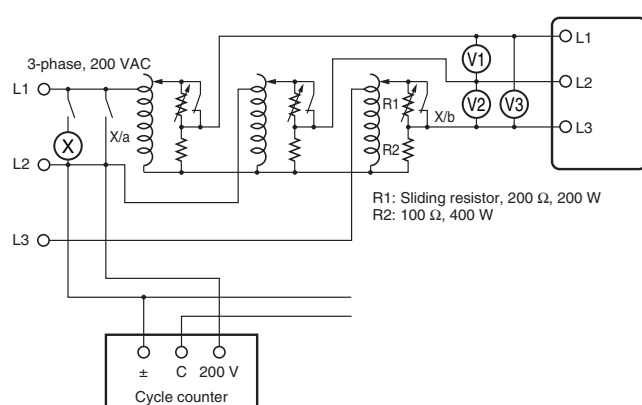 3-phase, 200 VAC
L1
L2
L3
X
X/a
R1
R2
X/b
V1
V2
V3
L1
L2
L3
R1: Sliding resistor, 200 Ω, 200 W
R2: 100 Ω, 400 W
± C 200 V
Cycle counter